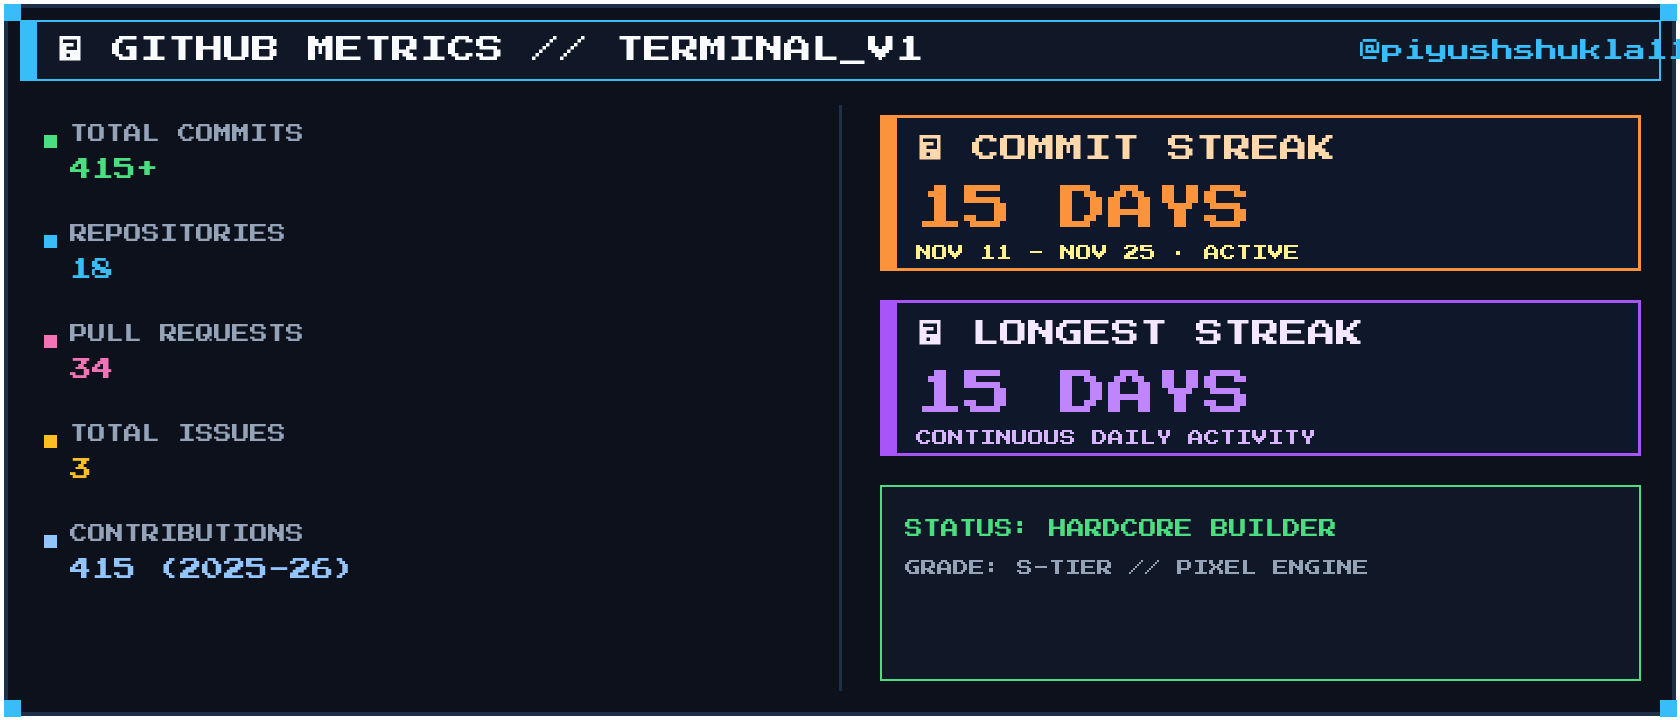 GITHUB METRICS // TERMINAL_V1
@piyushshukla11
TOTAL COMMITS
415+
REPOSITORIES
18
PULL REQUESTS
34
TOTAL ISSUES
3
CONTRIBUTIONS
415 (2025-26)
COMMIT STREAK
15 DAYS
NOV 11 - NOV 25 · ACTIVE
LONGEST STREAK
15 DAYS
CONTINUOUS DAILY ACTIVITY
STATUS: HARDCORE BUILDER
GRADE: S-TIER // PIXEL ENGINE